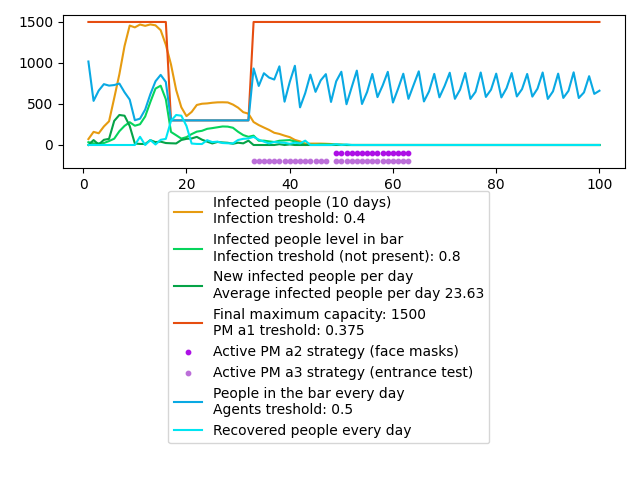 1500
1000
500
0
0 20 40 60 80 100
Infected people (10 days)
Infection treshold: 0.4
Infected people level in bar
Infection treshold (not present): 0.8
New infected people per day
Average infected people per day 23.63
Final maximum capacity: 1500
PM a1 treshold: 0.375
Active PM a2 strategy (face masks)
Active PM a3 strategy (entrance test)
People in the bar every day
Agents treshold: 0.5
Recovered people every day